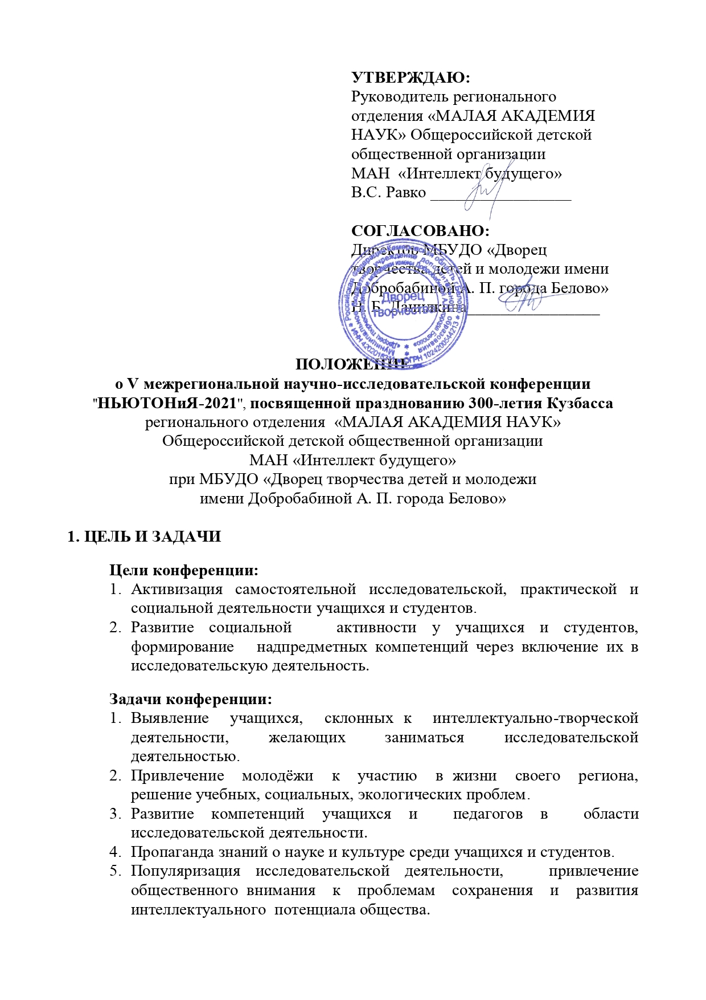 УТВЕРЖДАЮ:
Руководитель регионального
отделения «МАЛАЯ АКАДЕМИЯ
НАУК» Общероссийской детской
общественной организации
МАН «Интеллект будущего»
В.С. Равко _________________
СОГЛАСОВАНО:
Директор МБУДО «Дворец
творчества детей и молодежи имени
Добробабиной А. П. города Белово»
Н. Б. Данилкина________________
Дворец
творчества
ОГРН 1024200544213
ПОЛОЖЕНИЕ
о V межрегиональной научно-исследовательской конференции
"НЬЮТОНиЯ-2021", посвященной празднованию 300-летия Кузбасса
регионального отделения «МАЛАЯ АКАДЕМИЯ НАУК»
Общероссийской детской общественной организации
МАН «Интеллект будущего»
при МБУДО «Дворец творчества детей и молодежи
имени Добробабиной А. П. города Белово»
1. ЦЕЛЬ И ЗАДАЧИ
Цели конференции:
1. Активизация самостоятельной исследовательской, практической и
социальной деятельности учащихся и студентов.
2. Развитие социальной активности у учащихся и студентов,
формирование надпредметных компетенций через включение их в
исследовательскую деятельность.
Задачи конференции:
1. Выявление учащихся, склонных к интеллектуально-творческой
деятельности, желающих заниматься исследовательской
деятельностью.
2. Привлечение молодёжи к участию в жизни своего региона,
решение учебных, социальных, экологических проблем.
3. Развитие компетенций учащихся и педагогов в области
исследовательской деятельности.
4. Пропаганда знаний о науке и культуре среди учащихся и студентов.
5. Популяризация исследовательской деятельности, привлечение
общественного внимания к проблемам сохранения и развития
интеллектуального потенциала общества.